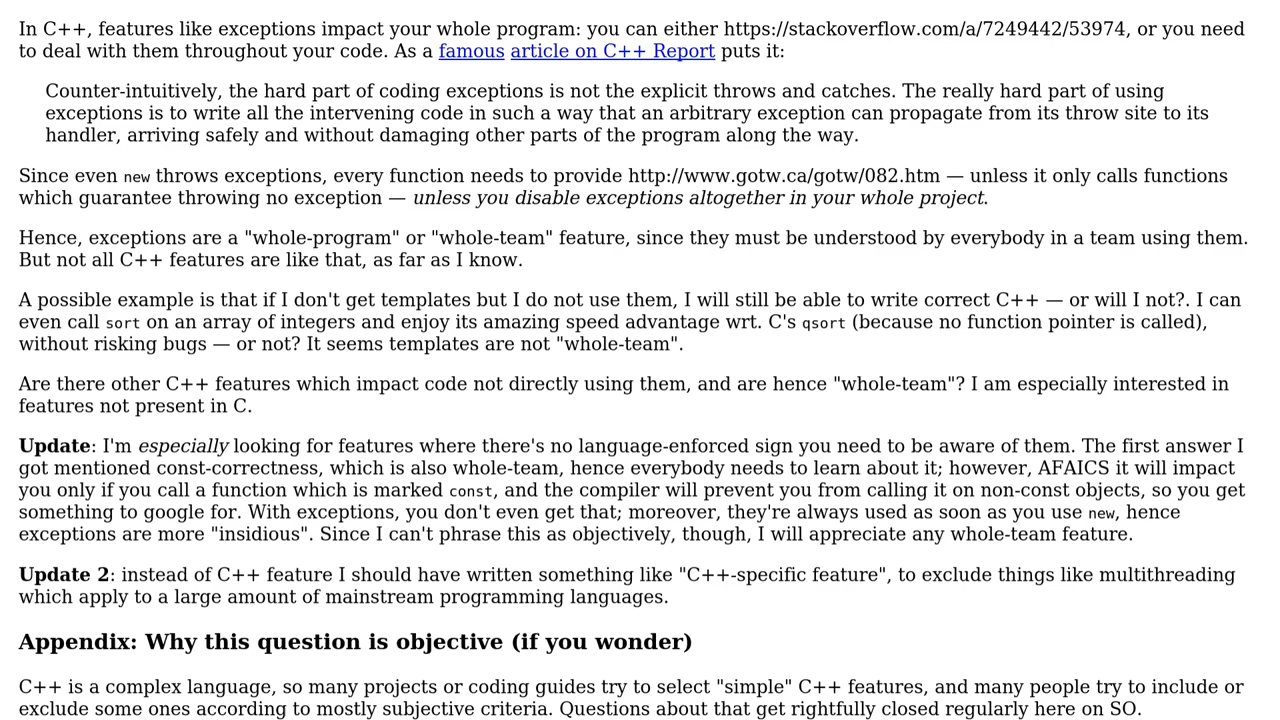 In C++, features like exceptions impact your whole program: you can either https://stackoverflow.com/a/7249442/53974, or you need
to deal with them throughout your code. As a famous article on C++ Report puts it:
Counter-intuitively, the hard part of coding exceptions is not the explicit throws and catches. The really hard part of using
exceptions is to write all the intervening code in such a way that an arbitrary exception can propagate from its throw site to its
handler, arriving safely and without damaging other parts of the program along the way.
Since even new throws exceptions, every function needs to provide http://www.gotw.ca/gotw/082.htm — unless it only calls functions
which guarantee throwing no exception — unless you disable exceptions altogether in your whole project.
Hence, exceptions are a "whole-program" or "whole-team" feature, since they must be understood by everybody in a team using them.
But not all C++ features are like that, as far as I know.
A possible example is that if I don't get templates but I do not use them, I will still be able to write correct C++ — or will I not?. I can
even call sort on an array of integers and enjoy its amazing speed advantage wrt. C's qsort (because no function pointer is called),
without risking bugs — or not? It seems templates are not "whole-team".
Are there other C++ features which impact code not directly using them, and are hence "whole-team"? I am especially interested in
features not present in C.
Update: I'm especially looking for features where there's no language-enforced sign you need to be aware of them. The first answer I
got mentioned const-correctness, which is also whole-team, hence everybody needs to learn about it; however, AFAICS it will impact
you only if you call a function which is marked const, and the compiler will prevent you from calling it on non-const objects, so you get
something to google for. With exceptions, you don't even get that; moreover, they're always used as soon as you use new, hence
exceptions are more "insidious". Since I can't phrase this as objectively, though, I will appreciate any whole-team feature.
Update 2: instead of C++ feature I should have written something like "C++-specific feature", to exclude things like multithreading
which apply to a large amount of mainstream programming languages.
Appendix: Why this question is objective (if you wonder)
C++ is a complex language, so many projects or coding guides try to select "simple" C++ features, and many people try to include or
exclude some ones according to mostly subjective criteria. Questions about that get rightfully closed regularly here on SO.